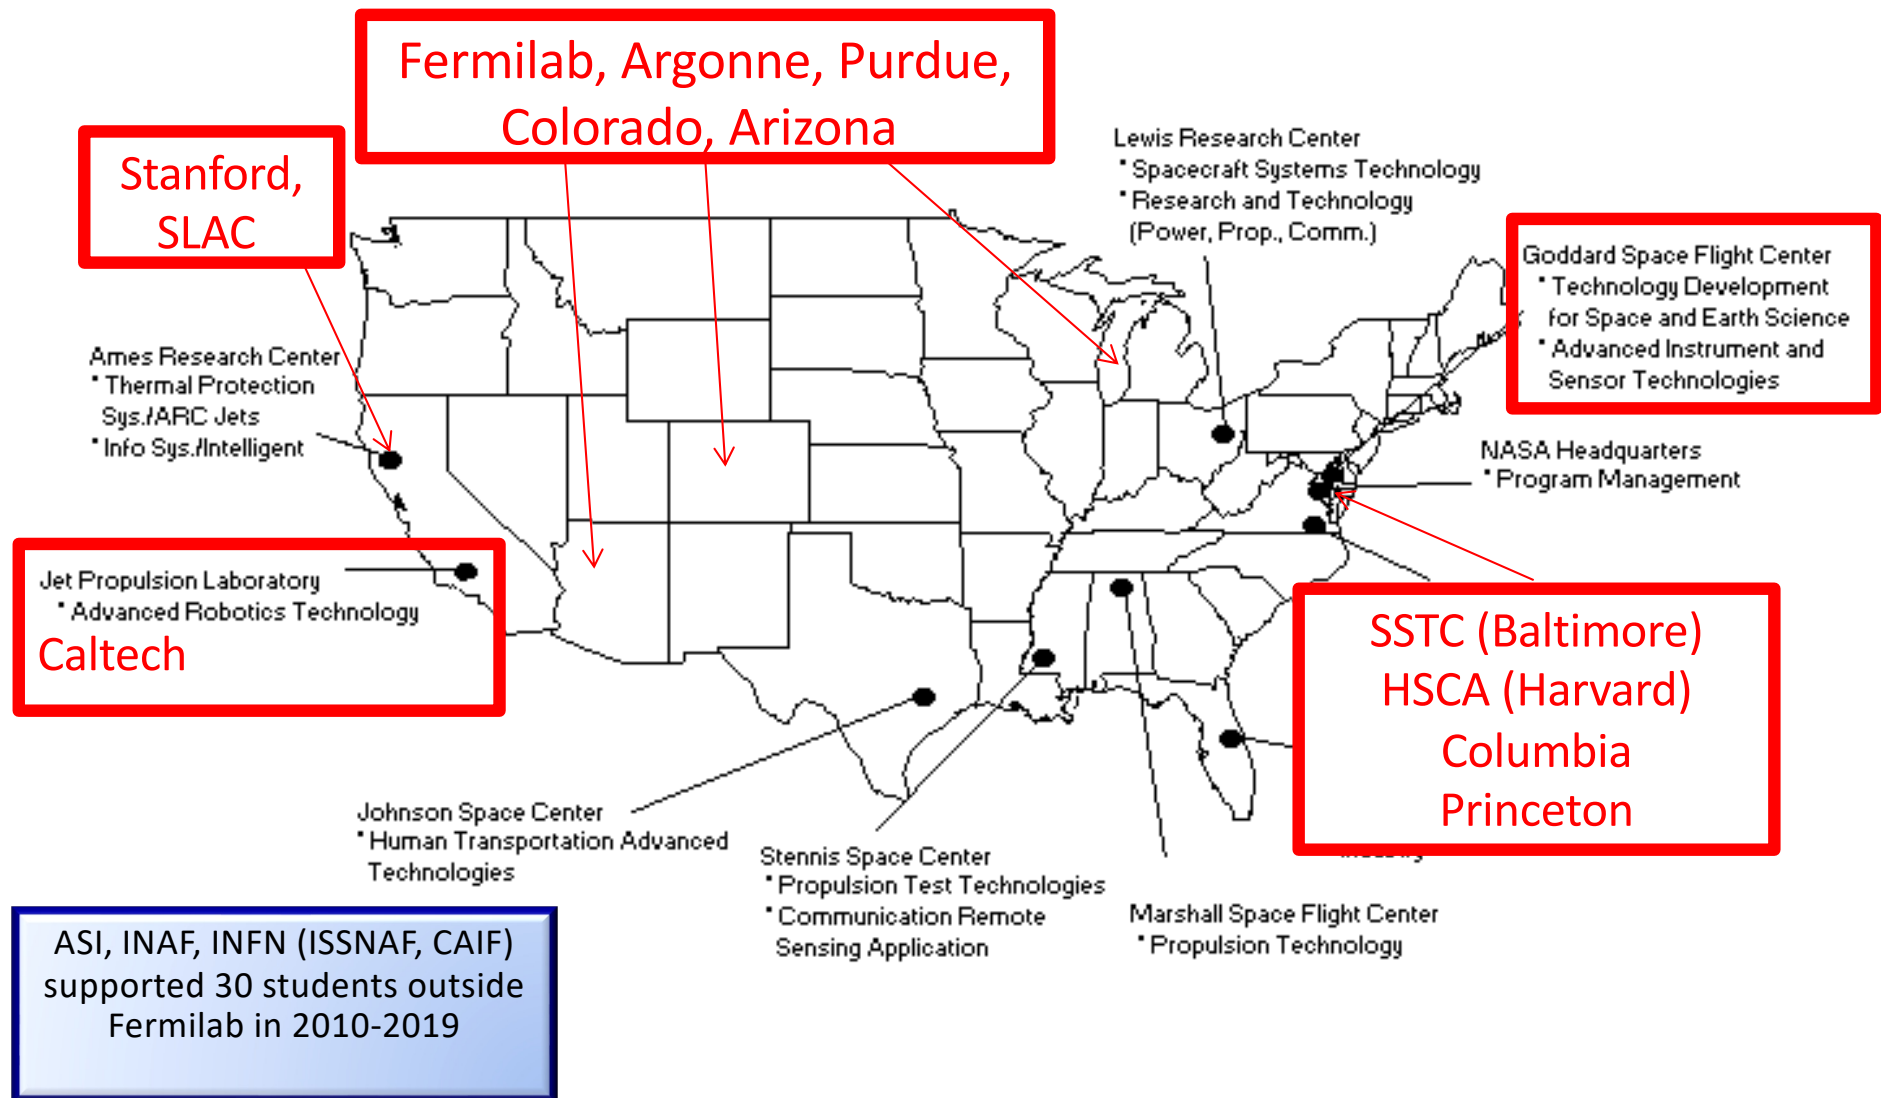 Fermilab, Argonne, Purdue,
Colorado, Arizona
Stanford,
SLAC
Lewis Research Center
• Spacecraft Systems Technology
• Research and Technology
(Power, Prop., Comm.)
Goddard Space Flight Center
• Technology Development
for Space and Earth Science
• Advanced Instrument and
Sensor Technologies
Ames Research Center
• Thermal Protection
Sys./ARC Jets
• Info Sys./Intelligent
NASA Headquarters
• Program Management
Jet Propulsion Laboratory
• Advanced Robotics Technology
Caltech
SSTC (Baltimore)
HSCA (Harvard)
Columbia
Princeton
Johnson Space Center
• Human Transportation Advanced
Technologies
Stennis Space Center
• Propulsion Test Technologies
• Communication Remote
Sensing Application
Marshall Space Flight Center
• Propulsion Technology
ASI, INAF, INFN (ISSNAF, CAIF)
supported 30 students outside
Fermilab in 2010-2019